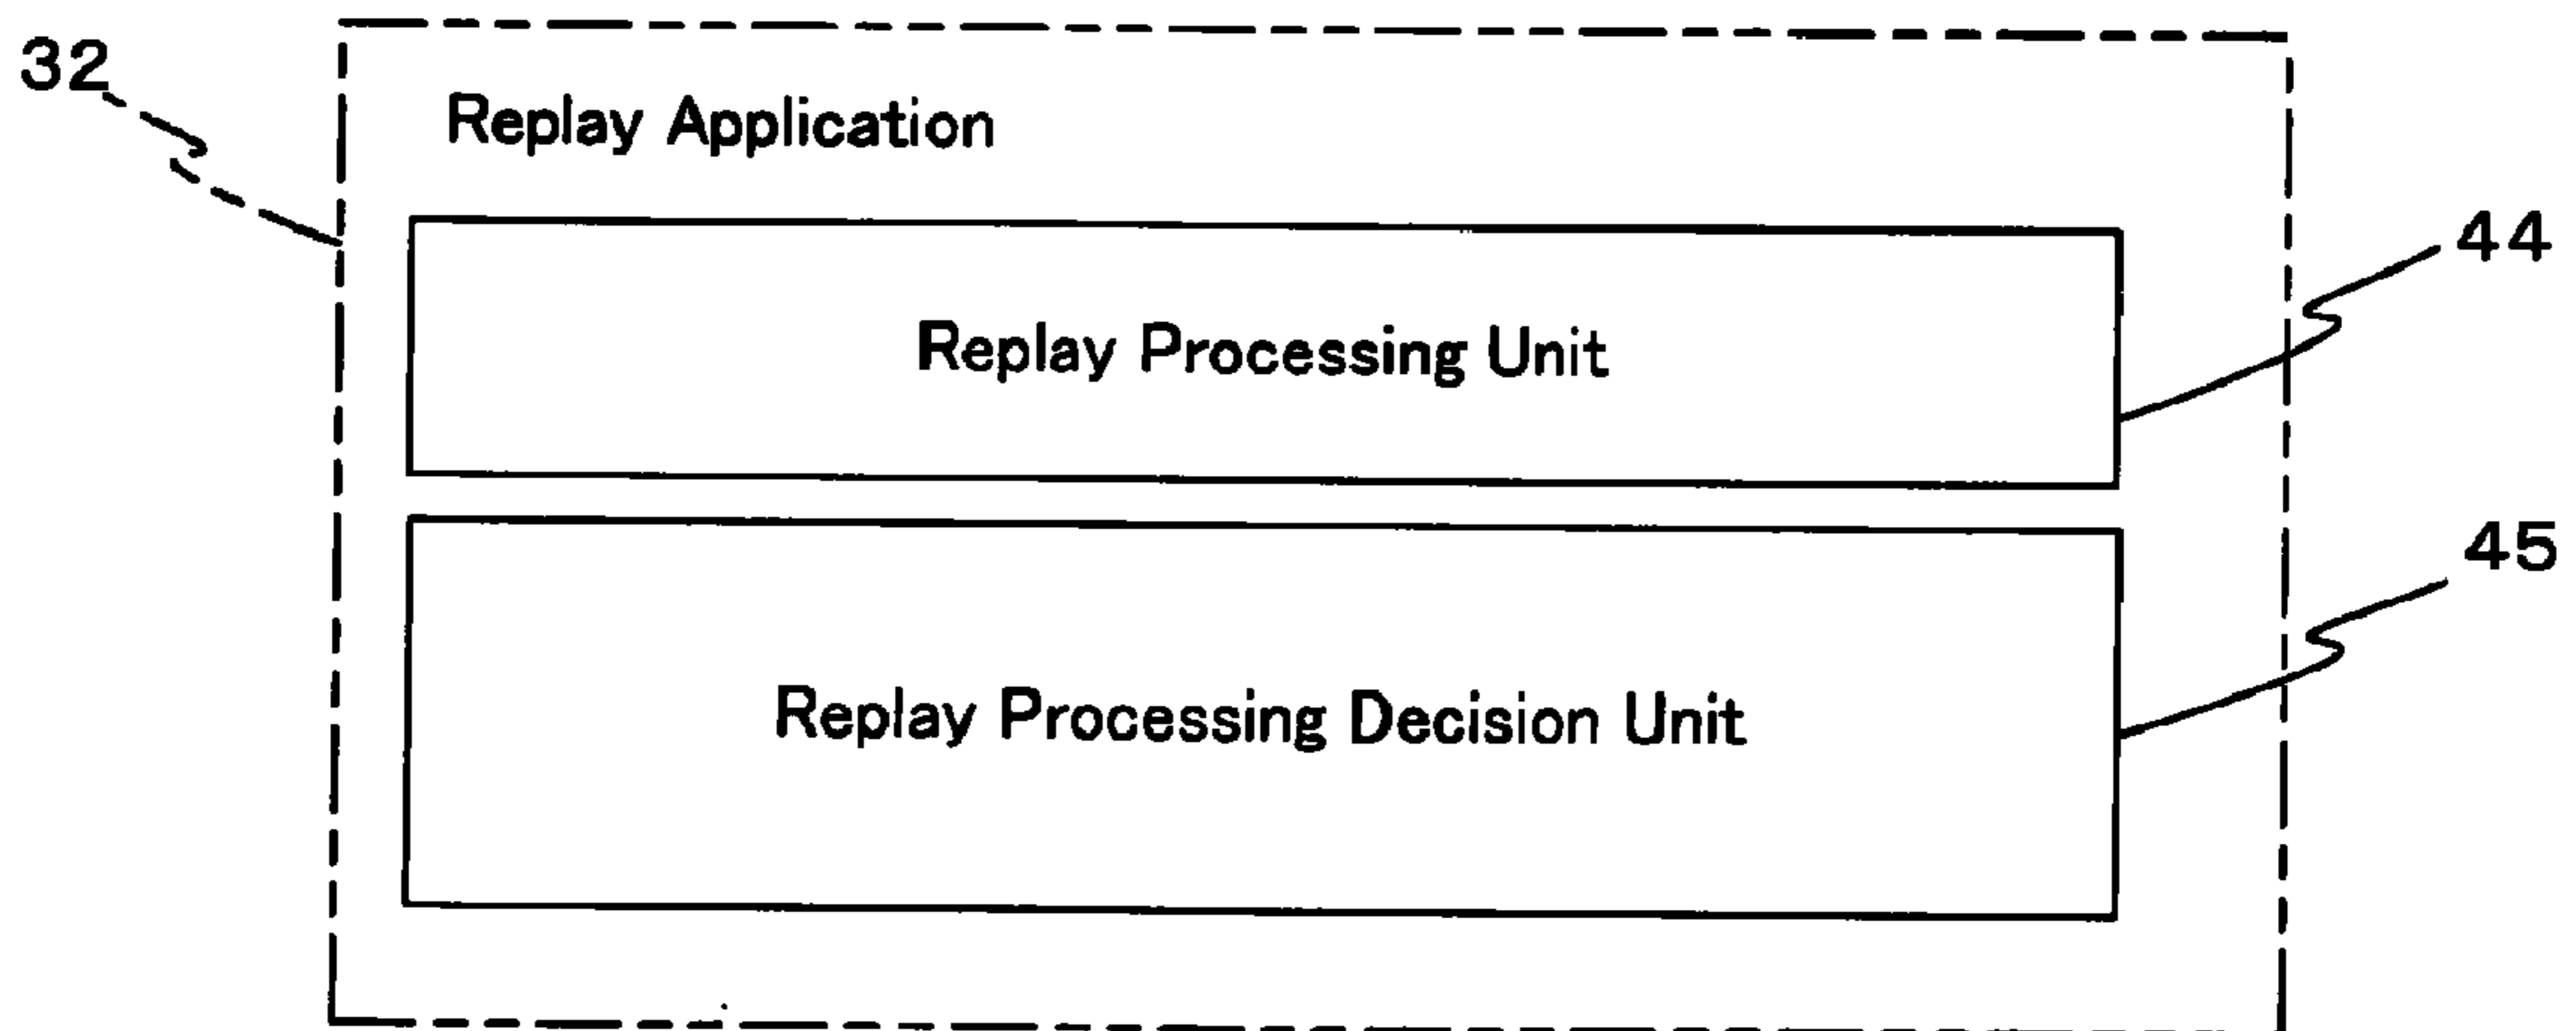 32
Replay Application
44
Replay Processing Unit
45
Replay Processing Decision Unit